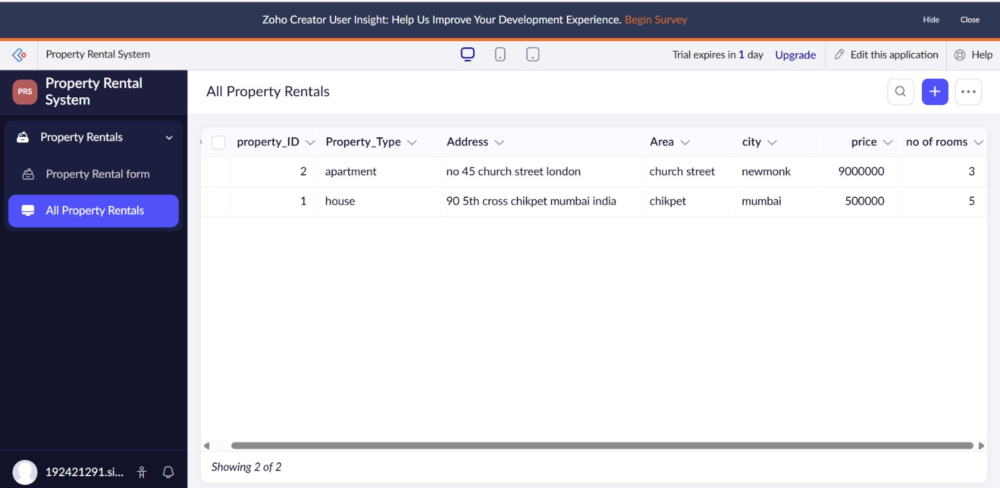 Zoho Creator User Insight: Help Us Improve Your Development Experience. Begin Survey Hide Close
Property Rental System Trial expires in 1 day Upgrade Edit this application Help
PRS Property Rental
System
All Property Rentals
Property Rentals
Property Rental form
All Property Rentals
property_ID Property_Type Address Area city price no of rooms
2 apartment no 45 church street london church street newmonk 9000000 3
1 house 90 5th cross chikpet mumbai india chikpet mumbai 500000 5
Showing 2 of 2
192421291.si...